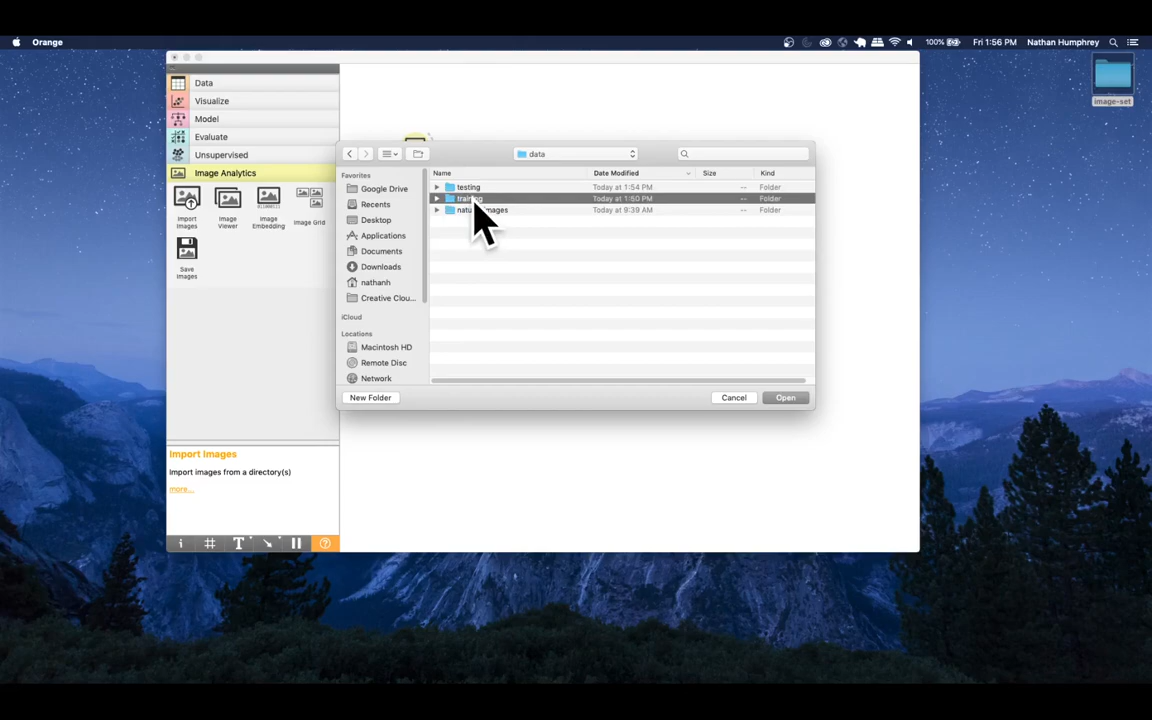 Orange
100%
Fri 1:56 PM
Nathan Humphrey
image-set
Data
Visualize
Model
Evaluate
Unsupervised
Image Analytics
Import Images
Image Viewer
Image Embedding
Image Grid
Save Images
Import Images
Import images from a directory(s)
more...
data
Favorites
Google Drive
Recents
Desktop
Applications
Documents
Downloads
nathanh
Creative Clou...
iCloud
Locations
Macintosh HD
Remote Disc
Network
Name
Date Modified
Size
Kind
testing
Today at 1:54 PM
--
Folder
training
Today at 1:50 PM
--
Folder
images
Today at 9:39 AM
--
Folder
New Folder
Cancel
Open